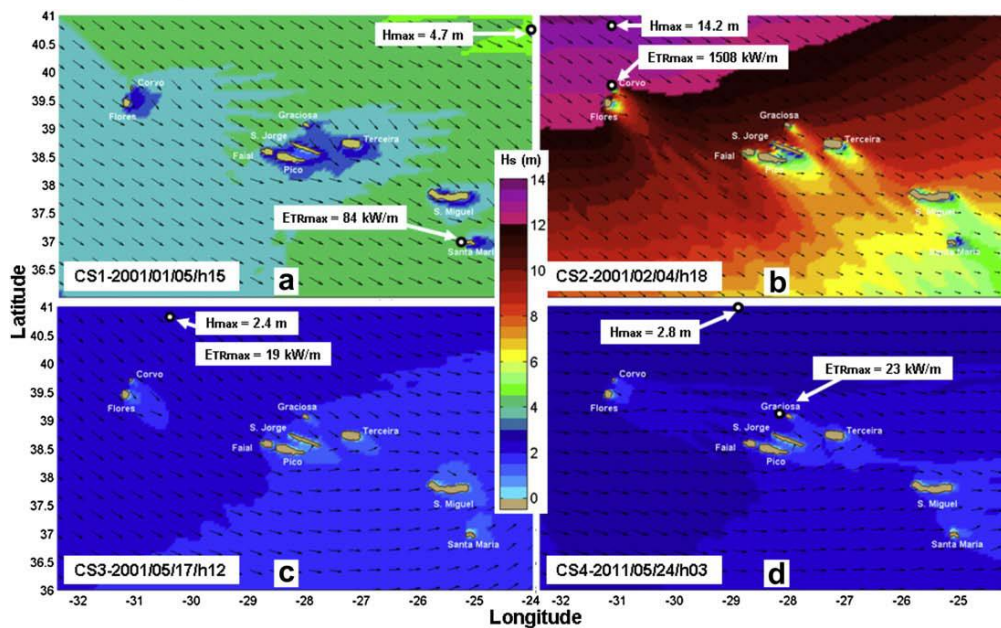 41
40.5
40
39.5
39
38.5
38
37.5
37
36.5
Hmax = 4.7 m
Corvo
Flores
Graciosa
S. Jorge
Terceira
Faial
Pico
S. Miguel
ETRmax = 84 kW/m
Santa Maria
CS1-2001/01/05/h15
a
Hmax = 14.2 m
ETRmax = 1508 kW/m
Corvo
Flores
Graciosa
S. Jorge
Terceira
Faial
Pico
S. Miguel
CS2-2001/02/04/h18
b
Hs (m)
14
12
10
8
6
4
2
0
Latitude
41
40.5
40
39.5
39
38.5
38
37.5
37
36.5
36
Hmax = 2.4 m
ETRmax = 19 kW/m
Corvo
Flores
Graciosa
S. Jorge
Terceira
Faial
Pico
S. Miguel
Santa Maria
CS3-2001/05/17/h12
c
Hmax = 2.8 m
ETRmax = 23 kW/m
Corvo
Flores
Graciosa
S. Jorge
Terceira
Faial
Pico
S. Miguel
Santa Maria
CS4-2011/05/24/h03
d
-32 -31 -30 -29 -28 -27 -26 -25 -24
-32 -31 -30 -29 -28 -27 -26 -25
Longitude